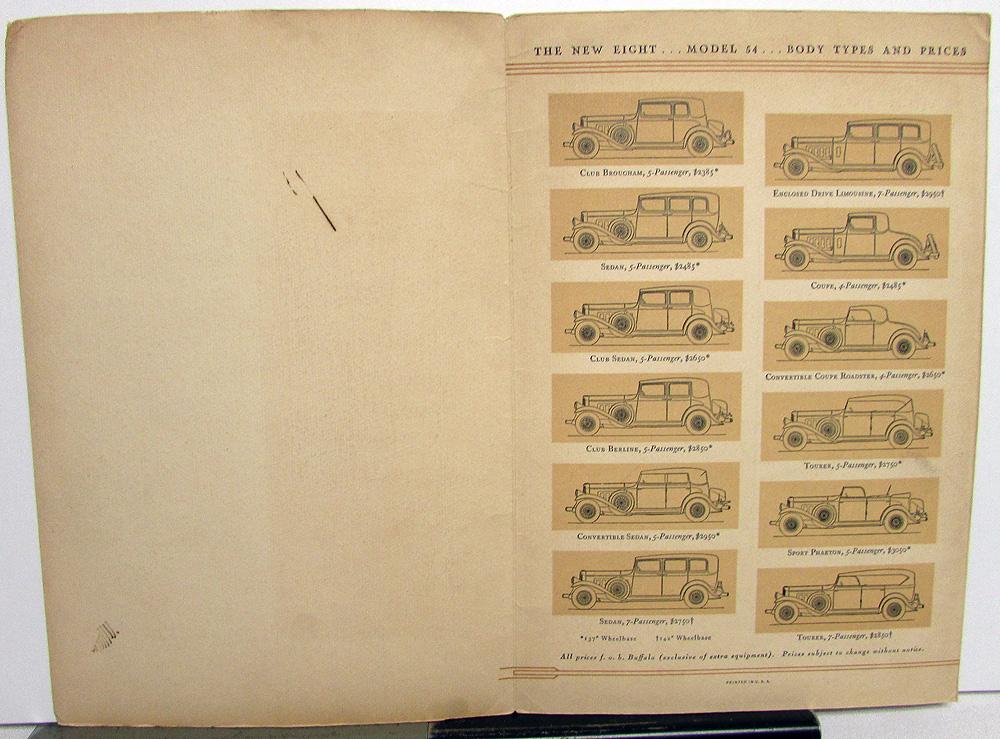 THE NEW EIGHT . . . MODEL 54 . . . BODY TYPES AND PRICES
CLUB BROUGHAM, 5-Passenger, $2385*
SEDAN, 5-Passenger, $2485*
CLUB SEDAN, 5-Passenger, $2650*
CLUB BERLINE, 5-Passenger, $2850*
CONVERTIBLE SEDAN, 5-Passenger, $2950*
SEDAN, 7-Passenger, $2750†
*137" Wheelbase †142" Wheelbase
ENCLOSED DRIVE LIMOUSINE, 7-Passenger, $2950†
COUPE, 4-Passenger, $2485*
CONVERTIBLE COUPE ROADSTER, 4-Passenger, $2650*
TOURER, 5-Passenger, $2750*
SPORT PHAETON, 5-Passenger, $3050*
TOURER, 7-Passenger, $2850†
All prices f. o. b. Buffalo (exclusive of extra equipment). Prices subject to change without notice.
PRINTED IN U. S. A.